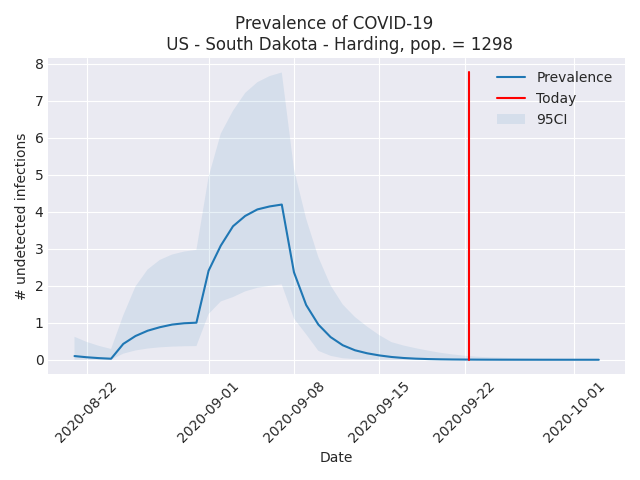 Prevalence of COVID-19
US - South Dakota - Harding, pop. = 1298
8
7
6
5
4
3
2
1
0
# undetected infections
Prevalence
Today
95CI
2020-08-22
2020-09-01
2020-09-08
2020-09-15
2020-09-22
2020-10-01
Date